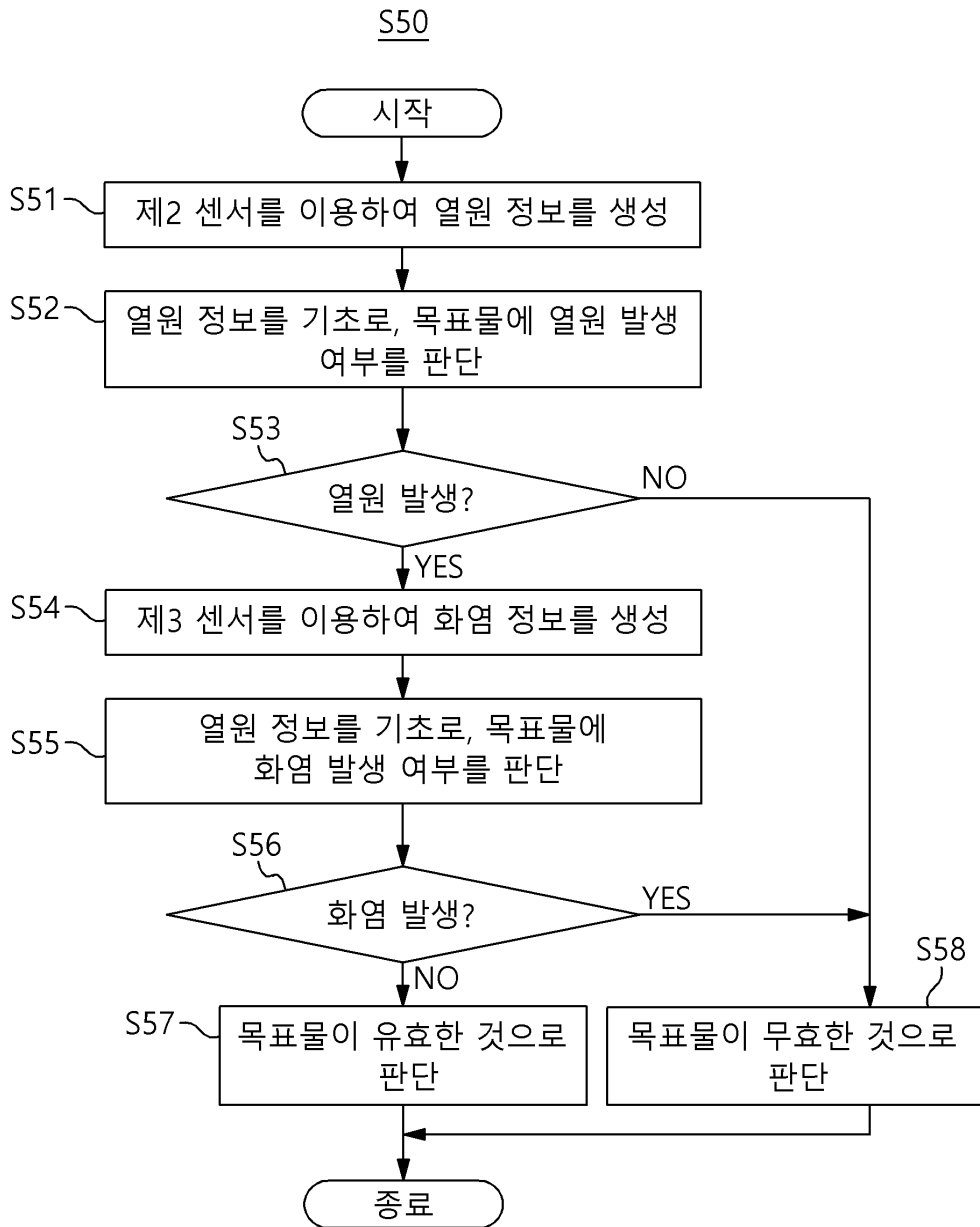 S50
시작
S51
제2 센서를 이용하여 열원 정보를 생성
S52
열원 정보를 기초로, 목표물에 열원 발생
여부를 판단
S53
열원 발생?
NO
YES
S54
제3 센서를 이용하여 화염 정보를 생성
S55
열원 정보를 기초로, 목표물에
화염 발생 여부를 판단
S56
화염 발생?
YES
NO
S57
목표물이 유효한 것으로
판단
S58
목표물이 무효한 것으로
판단
종료